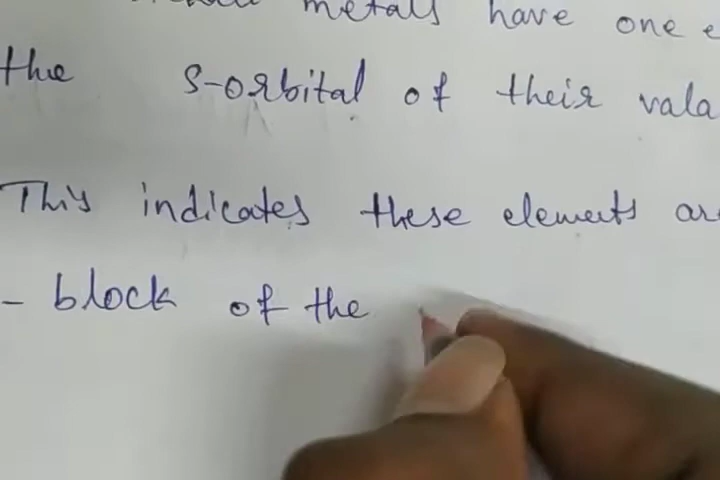 metals have one
the s-orbital of their vala
This indicates these elements ar
- block of the